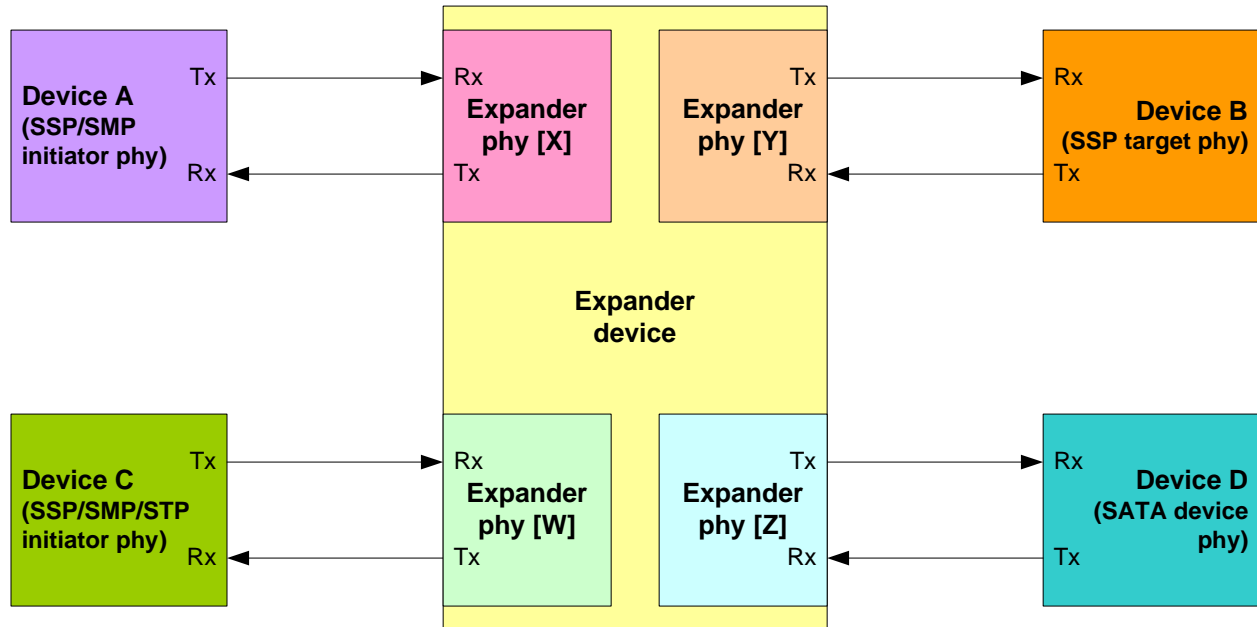 Device A
(SSP/SMP
initiator phy)
Tx
Rx
Rx
Tx
Expander
phy [X]
Expander
phy [Y]
Tx
Rx
Rx
Tx
Device B
(SSP target phy)
Expander
device
Device C
(SSP/SMP/STP
initiator phy)
Tx
Rx
Rx
Tx
Expander
phy [W]
Expander
phy [Z]
Tx
Rx
Rx
Tx
Device D
(SATA device
phy)